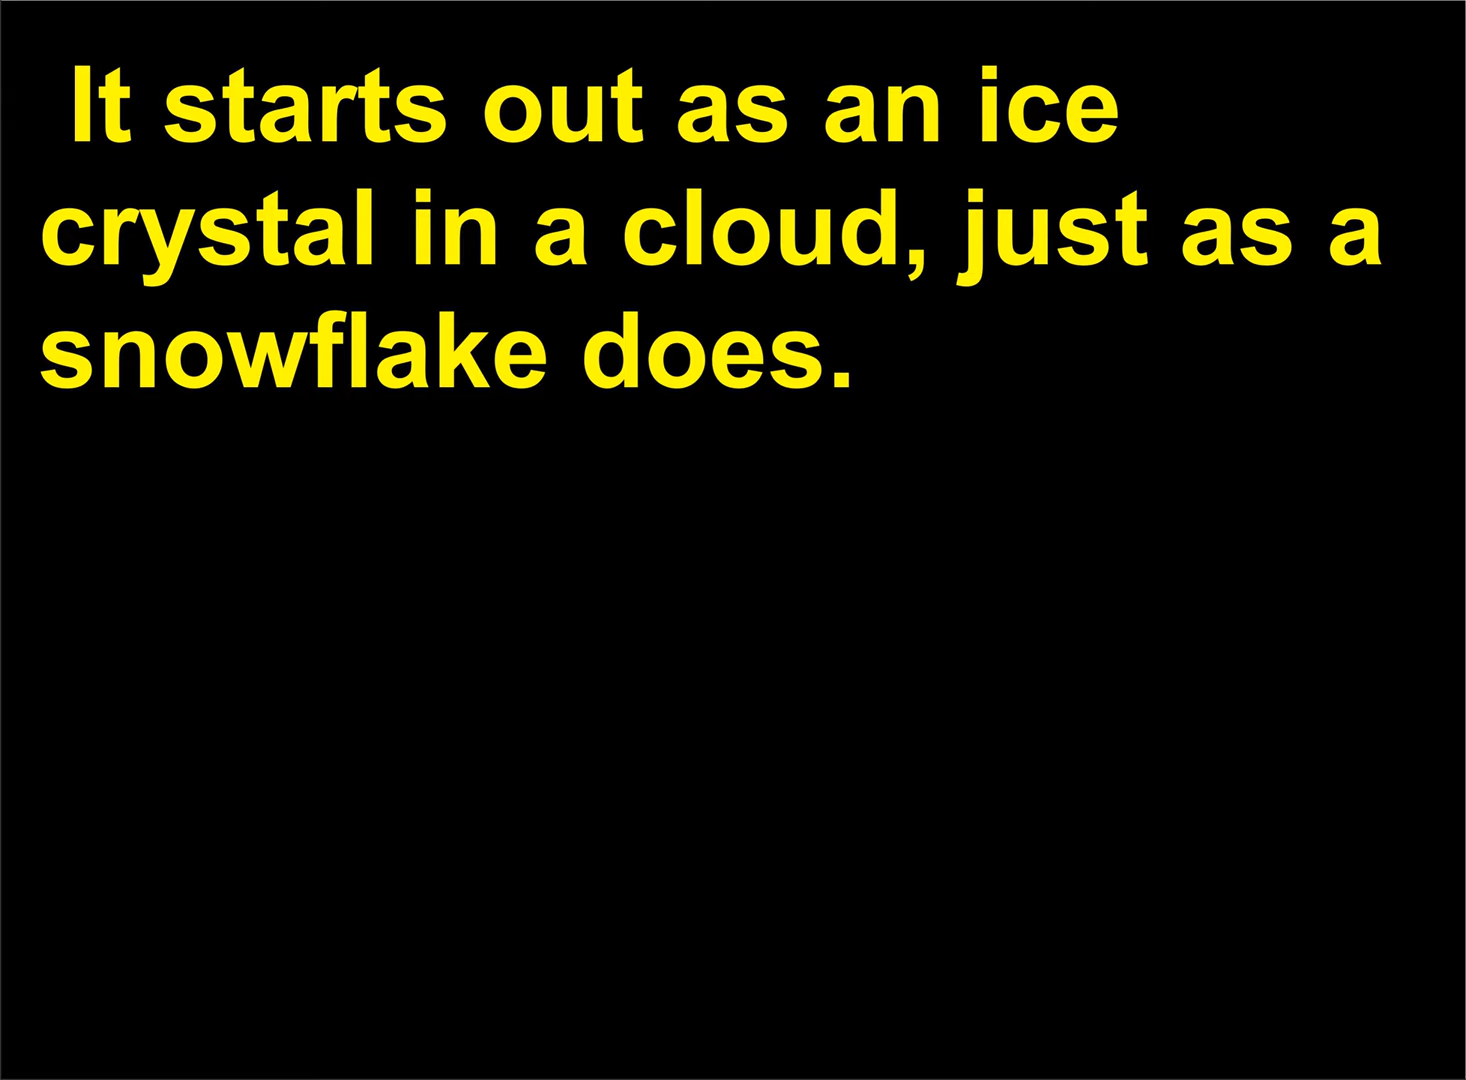 It starts out as an ice
crystal in a cloud, just as a
snowflake does.